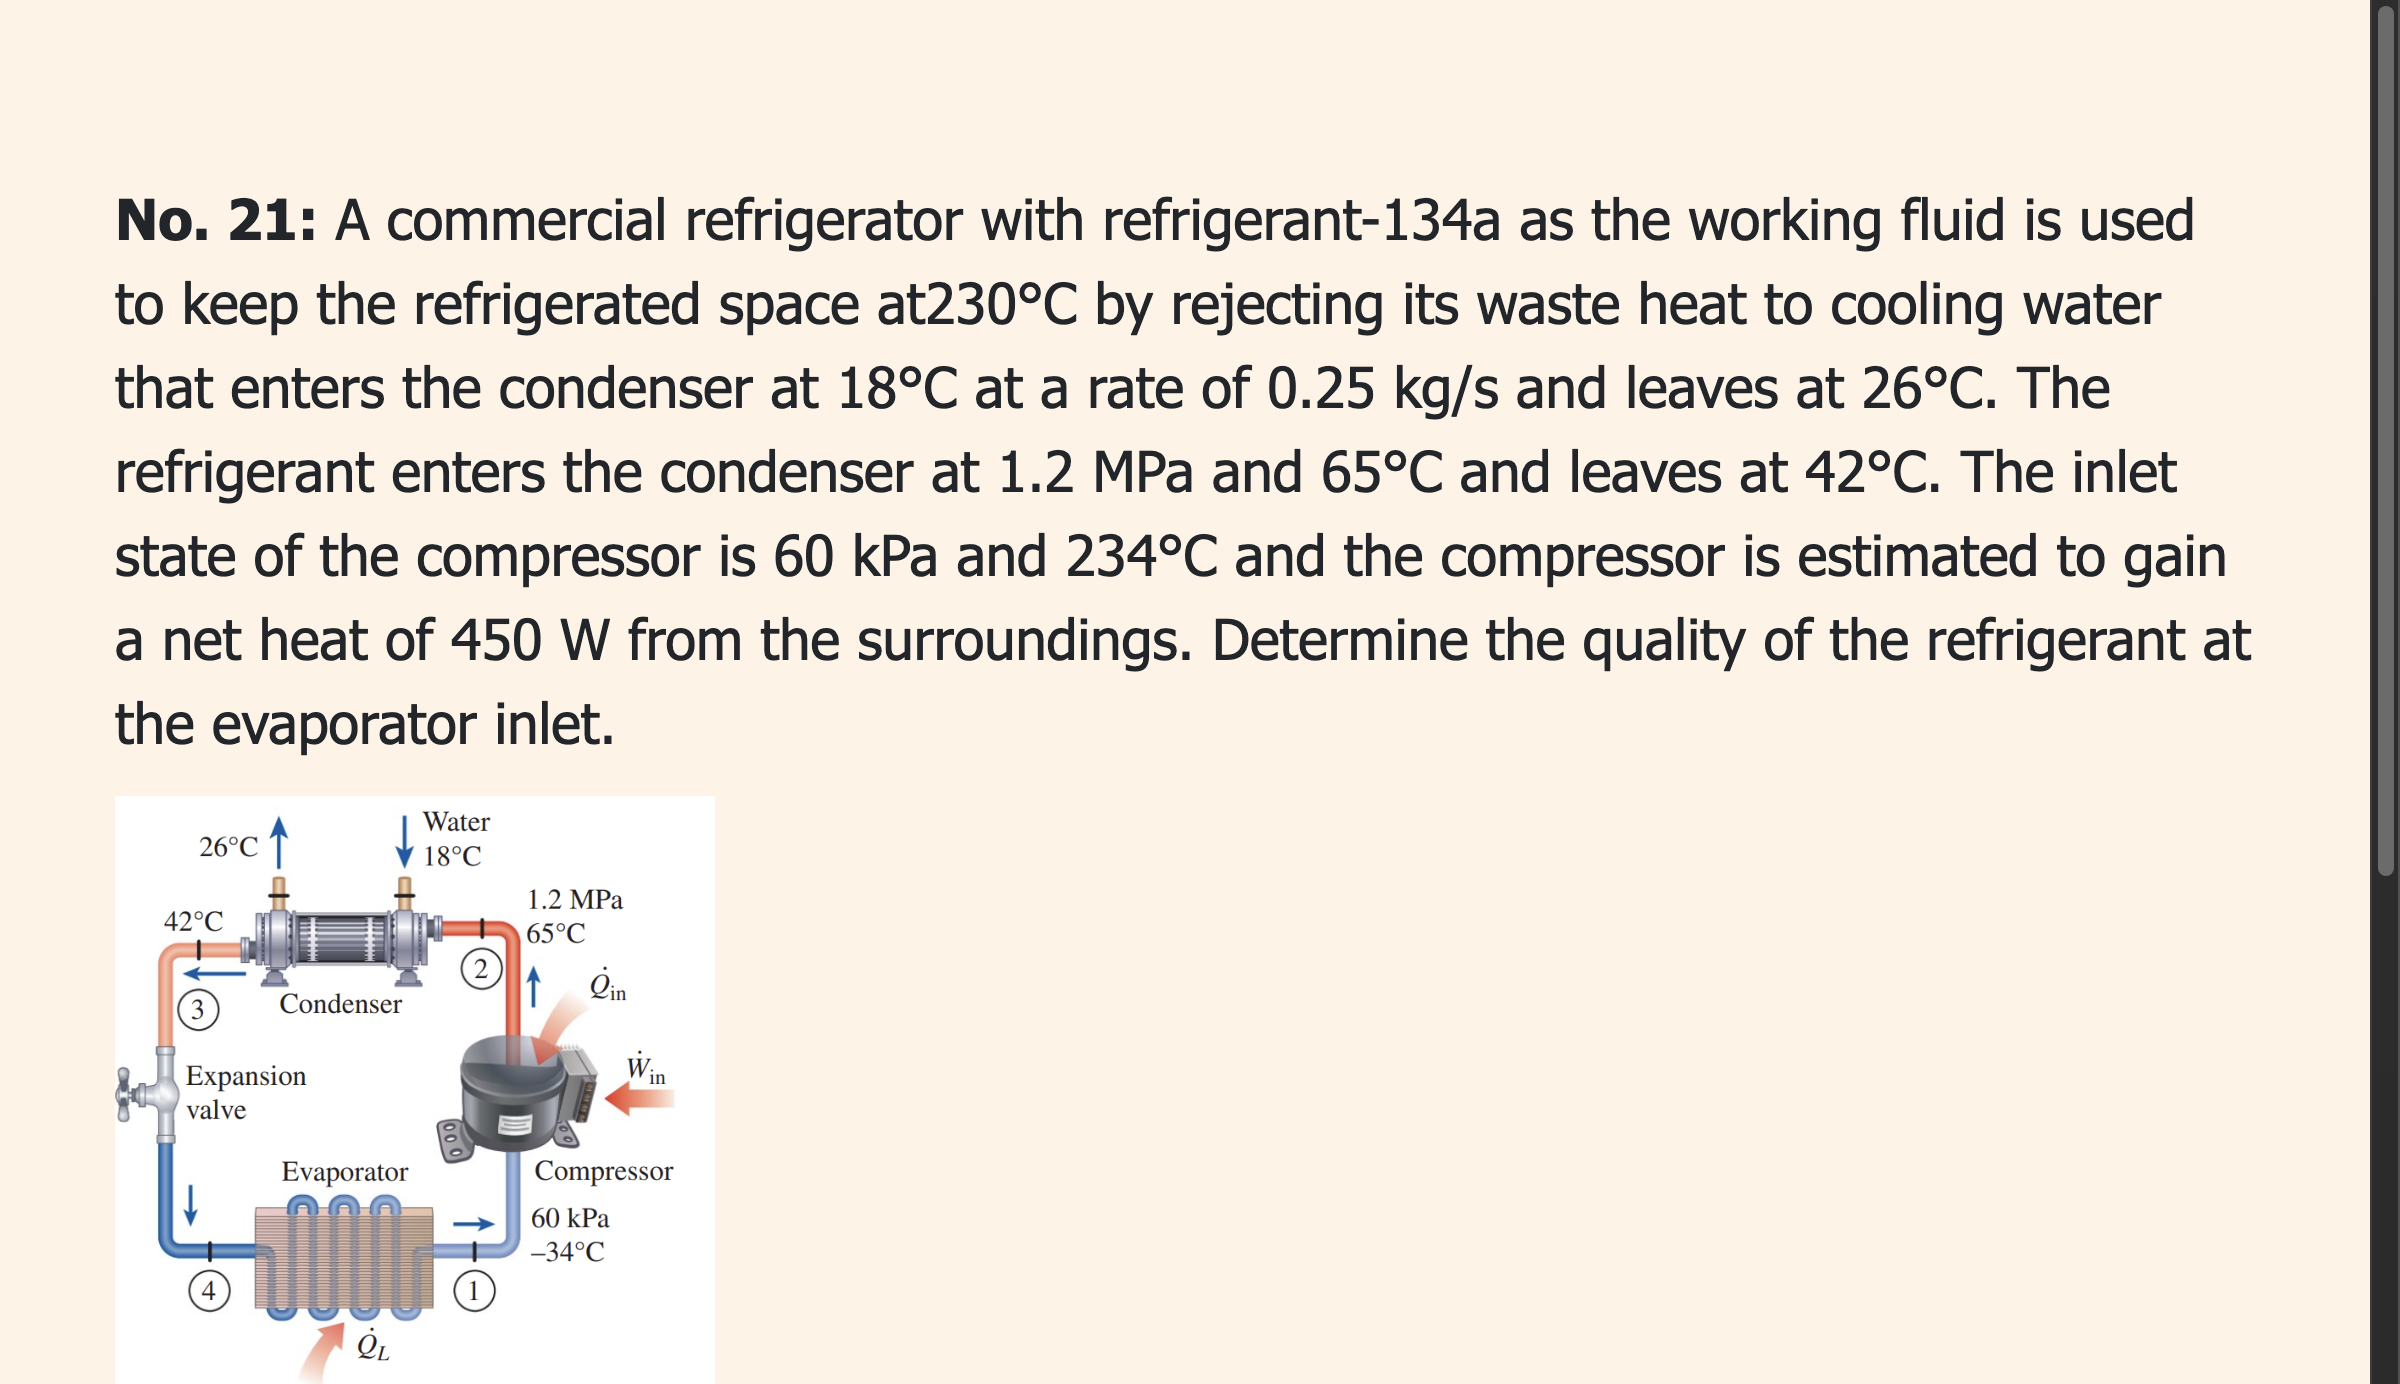 No. 21: A commercial refrigerator with refrigerant-134a as the working fluid is used
to keep the refrigerated space at230°C by rejecting its waste heat to cooling water
that enters the condenser at 18°C at a rate of 0.25 kg/s and leaves at 26°C. The
refrigerant enters the condenser at 1.2 MPa and 65°C and leaves at 42°C. The inlet
state of the compressor is 60 kPa and 234°C and the compressor is estimated to gain
a net heat of 450 W from the surroundings. Determine the quality of the refrigerant at
the evaporator inlet.
Water
26°C
18°C
1.2 MPa
42°C
65°C
2
Q̇in
3
Condenser
Ẇin
Expansion
valve
Evaporator
Compressor
60 kPa
–34°C
4
1
Q̇L